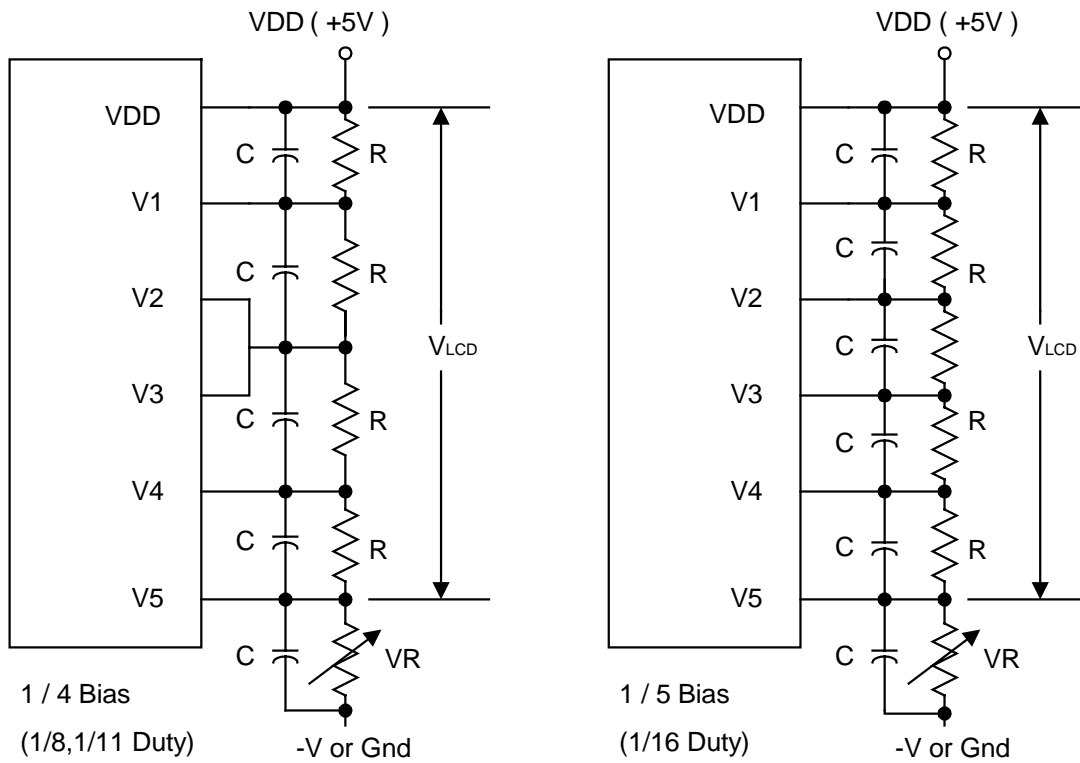 VDD ( +5V )
VDD
C
R
V1
C
R
V2
VLCD
V3
C
R
V4
C
R
V5
C
VR
1 / 4 Bias
(1/8,1/11 Duty)
-V or Gnd
VDD ( +5V )
VDD
C
R
V1
C
R
V2
C
VLCD
V3
R
C
V4
C
R
V5
C
VR
1 / 5 Bias
(1/16 Duty)
-V or Gnd